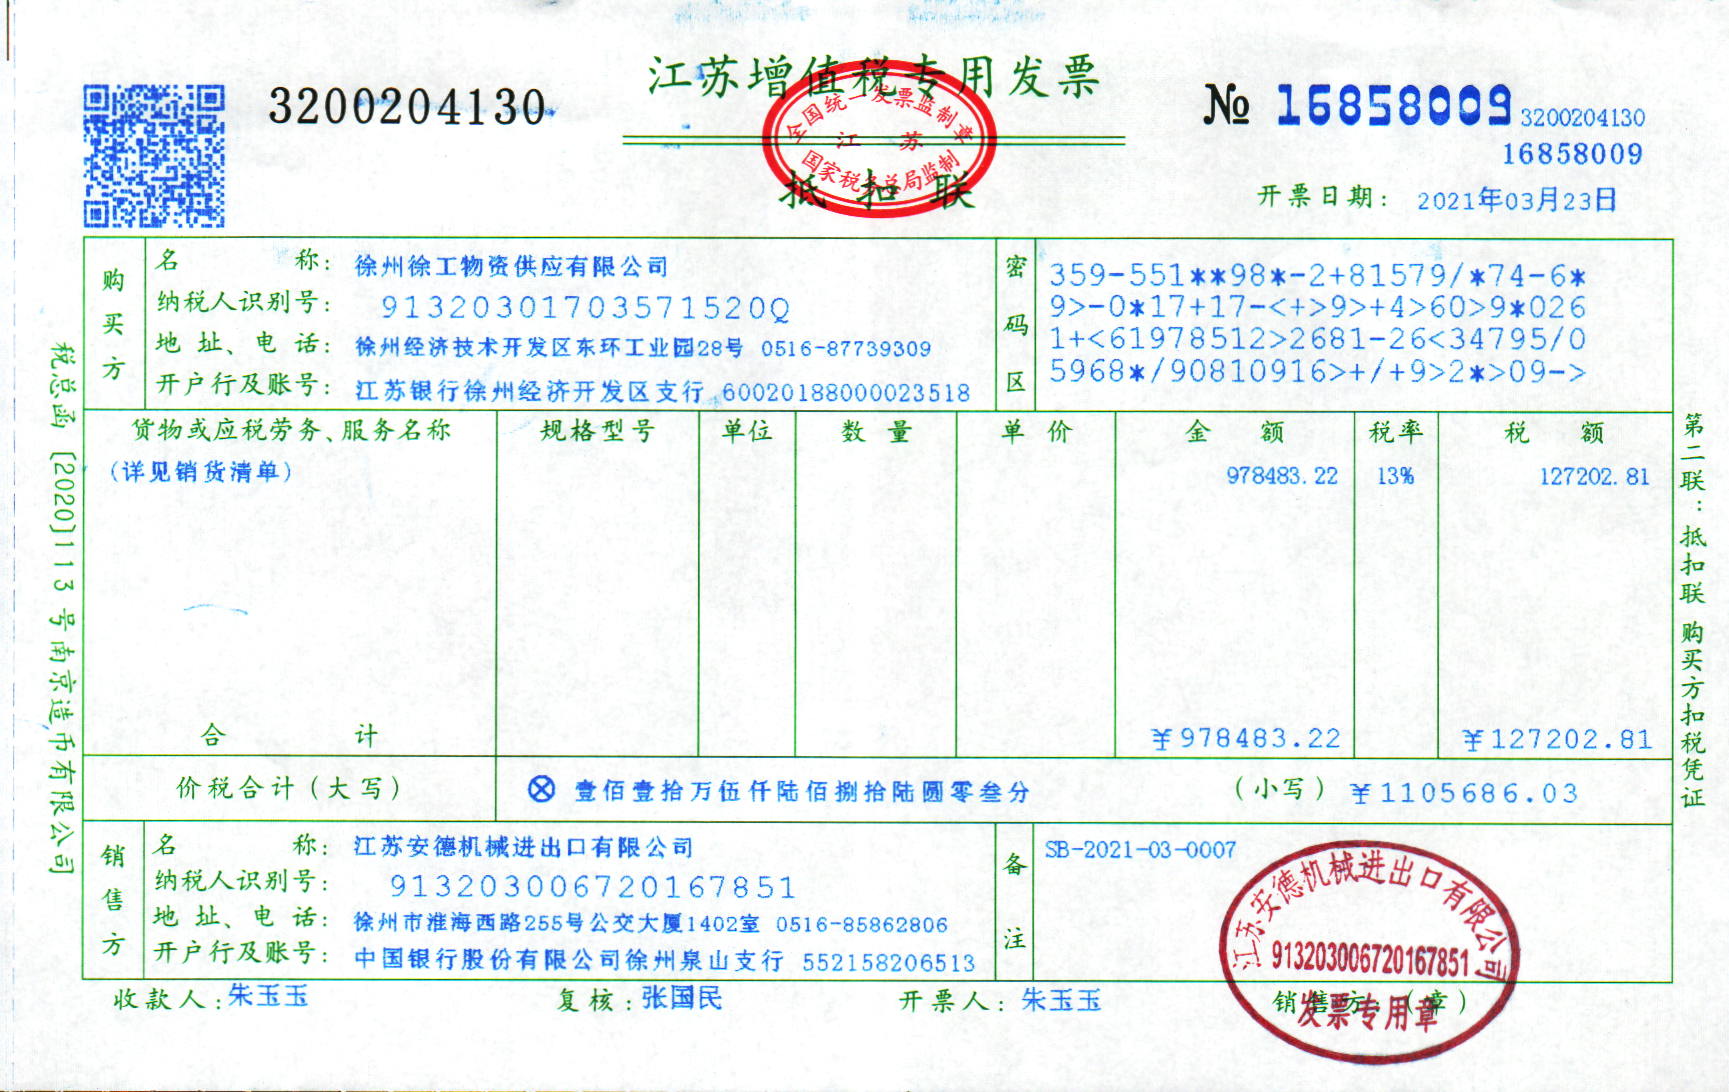 江苏增值税专用发票
3200204130
№ 16858009 3200204130
16858009
全国统一发票监制章
江 苏
国家税务总局监制
抵扣联
开票日期： 2021年03月23日
购买方
名 称： 徐州徐工物资供应有限公司
纳税人识别号： 91320301703571520Q
地 址、电 话： 徐州经济技术开发区东环工业园28号 0516-87739309
开户行及账号： 江苏银行徐州经济开发区支行 60020188000023518
密码区
359-551**98*-2+81579/*74-6*
9>-0*17+17-<+>9>+4>60>9*026
1+<61978512>2681-26<34795/0
5968*/90810916>+/+9>2*>09->
货物或应税劳务、服务名称 规格型号 单位 数 量 单 价 金 额 税率 税 额
(详见销货清单) 978483.22 13% 127202.81
合 计 ¥978483.22 ¥127202.81
价税合计（大写） ⊗ 壹佰壹拾万伍仟陆佰捌拾陆圆零叁分 （小写） ¥1105686.03
销售方
名 称： 江苏安德机械进出口有限公司
纳税人识别号： 913203006720167851
地 址、电 话： 徐州市淮海西路255号公交大厦1402室 0516-85862806
开户行及账号： 中国银行股份有限公司徐州泉山支行 552158206513
备注
SB-2021-03-0007
收款人：朱玉玉 复核：张国民 开票人：朱玉玉 销售方：（章）
江苏安德机械进出口有限公司
913203006720167851
发票专用章
税总函〔2020〕113号南京造币有限公司
第二联：抵扣联 购买方扣税凭证